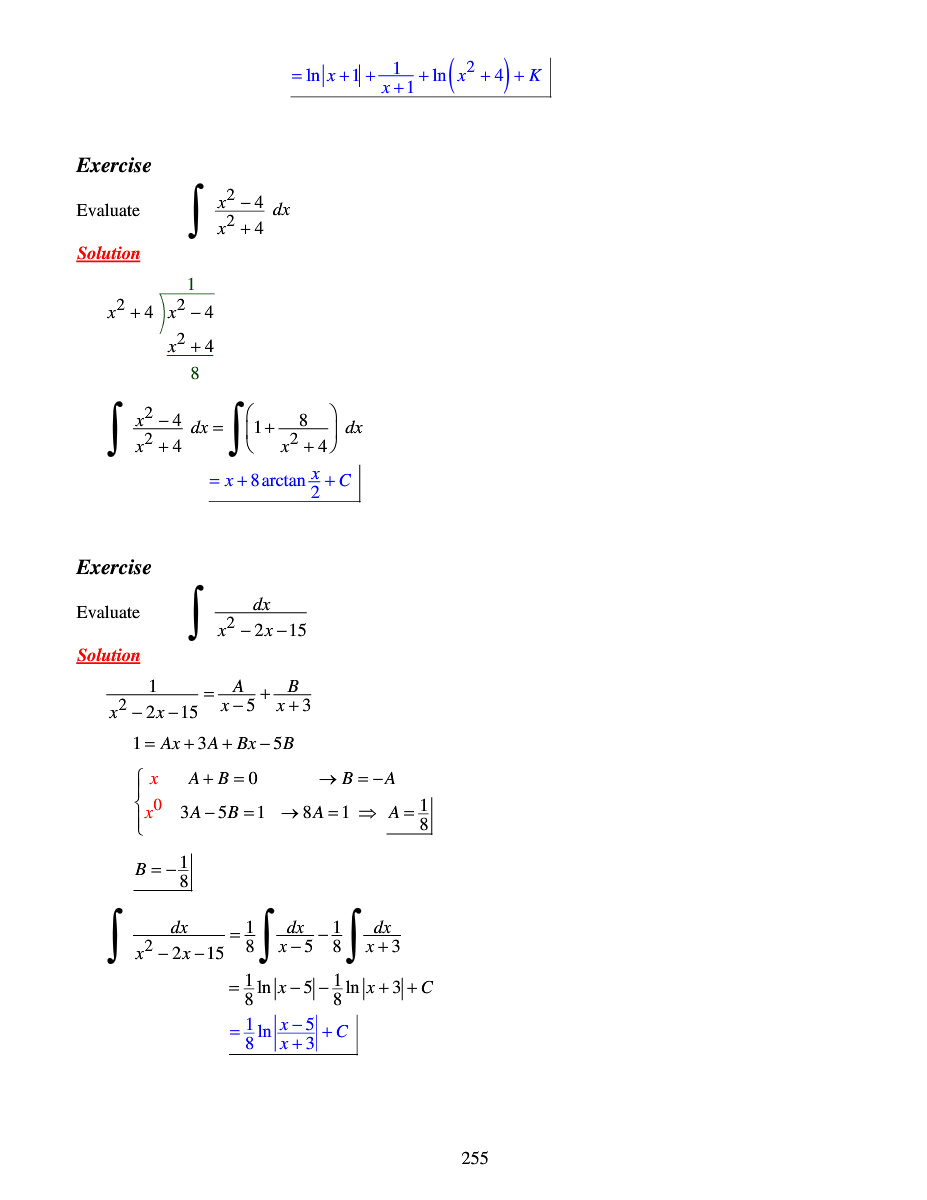 = ln|x + 1| + 1/(x + 1) + ln(x² + 4) + K
Exercise
Evaluate ∫ (x² − 4)/(x² + 4) dx
Solution
1
x² + 4 ) x² − 4
x² + 4
8
∫ (x² − 4)/(x² + 4) dx = ∫ (1 + 8/(x² + 4)) dx
= x + 8 arctan x/2 + C
Exercise
Evaluate ∫ dx/(x² − 2x − 15)
Solution
1/(x² − 2x − 15) = A/(x − 5) + B/(x + 3)
1 = Ax + 3A + Bx − 5B
{ x A + B = 0 → B = −A
x⁰ 3A − 5B = 1 → 8A = 1 ⇒ A = 1/8
B = −1/8
∫ dx/(x² − 2x − 15) = 1/8 ∫ dx/(x − 5) − 1/8 ∫ dx/(x + 3)
= 1/8 ln|x − 5| − 1/8 ln|x + 3| + C
= 1/8 ln|(x − 5)/(x + 3)| + C
255